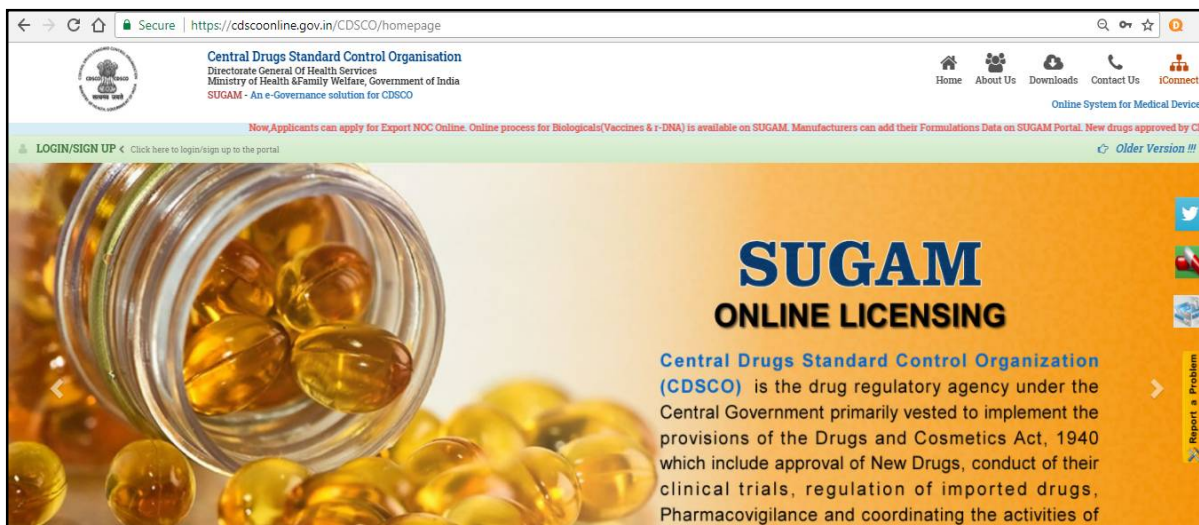 Secure | https://cdscoonline.gov.in/CDSCO/homepage
Central Drugs Standard Control Organisation
Directorate General Of Health Services
Ministry of Health &Family Welfare, Government of India
SUGAM - An e-Governance solution for CDSCO
Home About Us Downloads Contact Us iConnect
Online System for Medical Device
Now,Applicants can apply for Export NOC Online. Online process for Biologicals(Vaccines & r-DNA) is available on SUGAM. Manufacturers can add their Formulations Data on SUGAM Portal. New drugs approved by
LOGIN/SIGN UP < Click here to login/sign up to the portal
Older Version !!!
SUGAM
ONLINE LICENSING
Central Drugs Standard Control Organization
(CDSCO) is the drug regulatory agency under the
Central Government primarily vested to implement the
provisions of the Drugs and Cosmetics Act, 1940
which include approval of New Drugs, conduct of their
clinical trials, regulation of imported drugs,
Pharmacovigilance and coordinating the activities of
Report a Problem